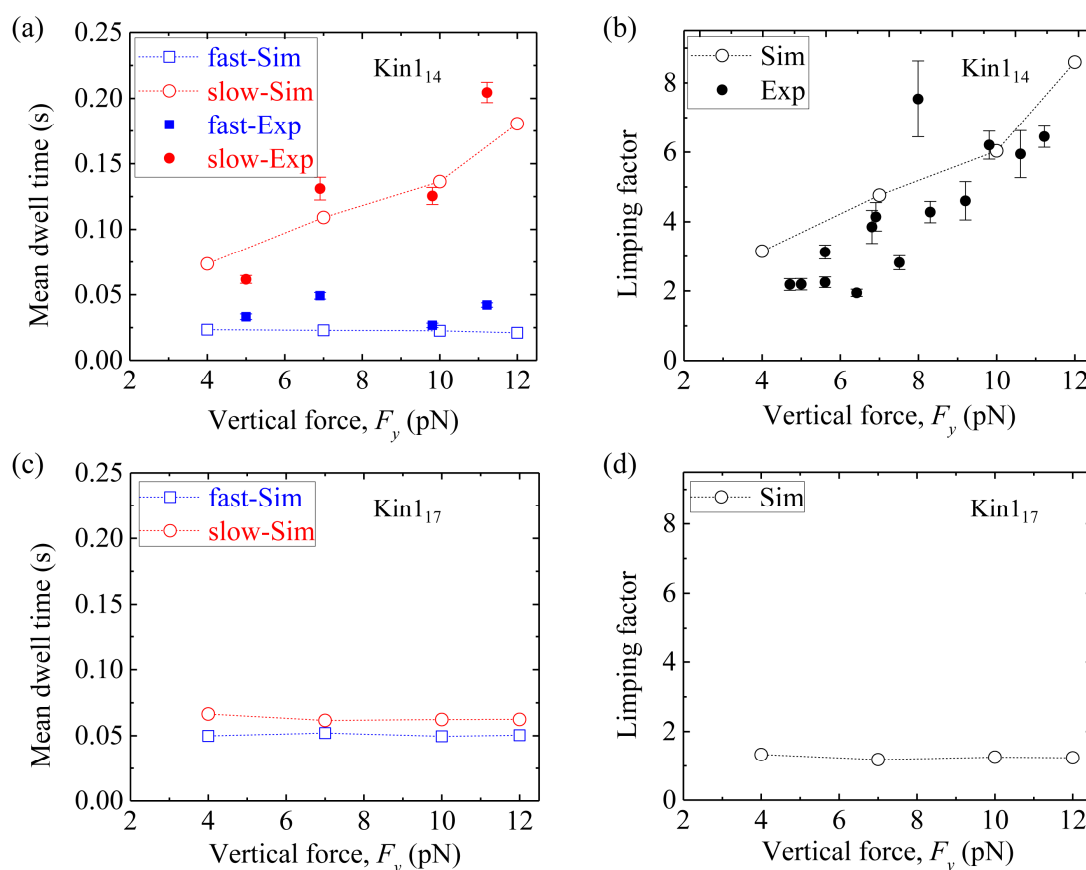 (a)
0.25
0.20
0.15
0.10
0.05
0.00
Mean dwell time (s)
fast-Sim
slow-Sim
fast-Exp
slow-Exp
Kin1₁₄
2 4 6 8 10 12
Vertical force, F_y (pN)
(b)
8
6
4
2
0
Limping factor
Sim
Exp
Kin1₁₄
2 4 6 8 10 12
Vertical force, F_y (pN)
(c)
0.25
0.20
0.15
0.10
0.05
0.00
Mean dwell time (s)
fast-Sim
slow-Sim
Kin1₁₇
2 4 6 8 10 12
Vertical force, F_y (pN)
(d)
8
6
4
2
0
Limping factor
Sim
Kin1₁₇
2 4 6 8 10 12
Vertical force, F_y (pN)